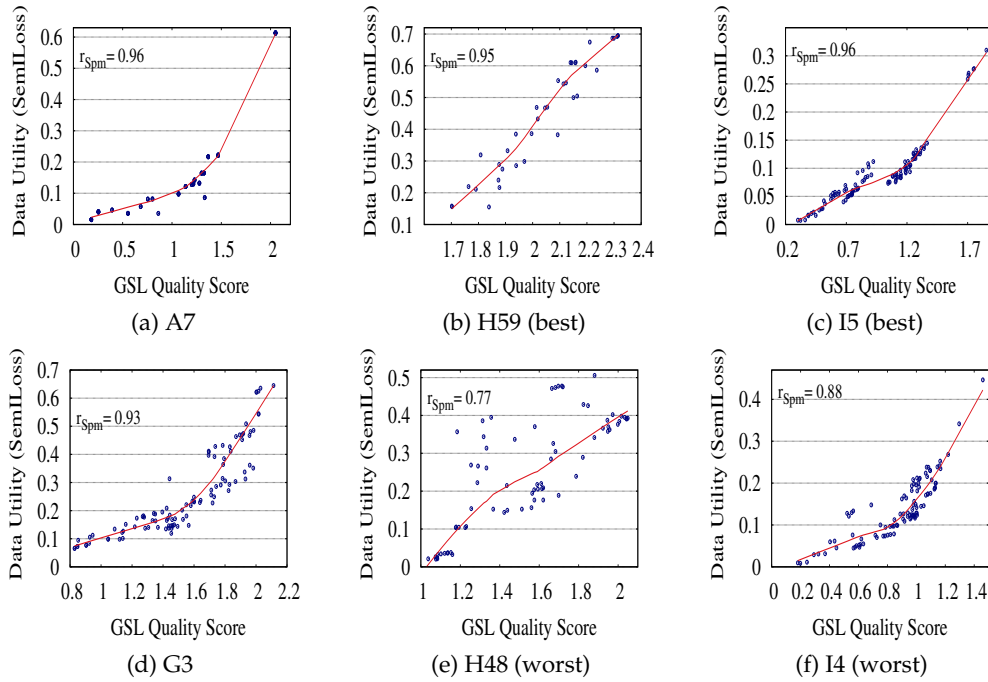 Data Utility (SemILoss)
0.6
0.5
0.4
0.3
0.2
0.1
0
r_Spm = 0.96
0 0.5 1 1.5 2
GSL Quality Score
(a) A7
Data Utility (SemILoss)
0.7
0.6
0.5
0.4
0.3
0.2
0.1
r_Spm = 0.95
1.7 1.8 1.9 2 2.1 2.2 2.3 2.4
GSL Quality Score
(b) H59 (best)
Data Utility (SemILoss)
0.3
0.2
0.15
0.1
0.05
0
r_Spm = 0.96
0.2 0.7 1.2 1.7
GSL Quality Score
(c) I5 (best)
Data Utility (SemILoss)
0.7
0.6
0.5
0.4
0.3
0.2
0.1
0
r_Spm = 0.93
0.8 1 1.2 1.4 1.6 1.8 2 2.2
GSL Quality Score
(d) G3
Data Utility (SemILoss)
0.5
0.4
0.3
0.2
0.1
0
r_Spm = 0.77
1 1.2 1.4 1.6 1.8 2
GSL Quality Score
(e) H48 (worst)
Data Utility (SemILoss)
0.4
0.3
0.2
0.1
0
r_Spm = 0.88
0 0.2 0.4 0.6 0.8 1 1.2 1.4
GSL Quality Score
(f) I4 (worst)